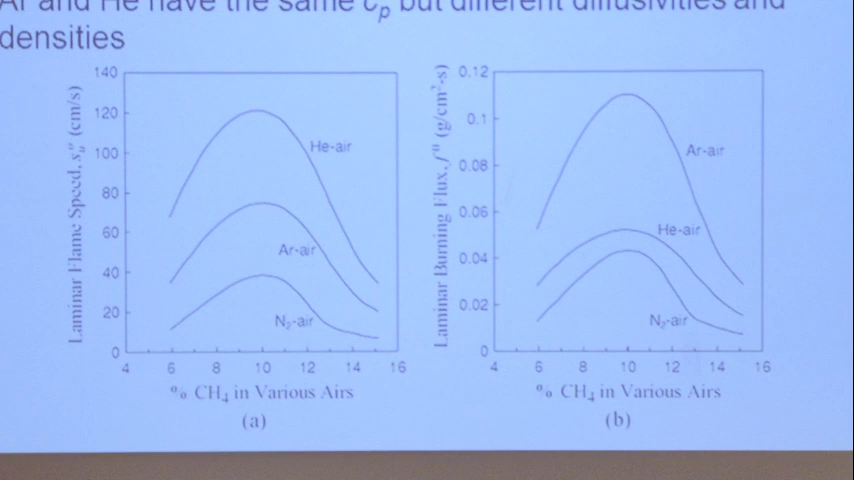 Ar and He have the same cp but different diffusivities and
densities
Laminar Flame Speed, s°u (cm/s)
140
120
100
80
60
40
20
0
4 6 8 10 12 14 16
He-air
Ar-air
N2-air
% CH4 in Various Airs
(a)
Laminar Burning Flux, f° (g/cm2-s)
0.12
0.1
0.08
0.06
0.04
0.02
0
4 6 8 10 12 14 16
Ar-air
He-air
N2-air
% CH4 in Various Airs
(b)